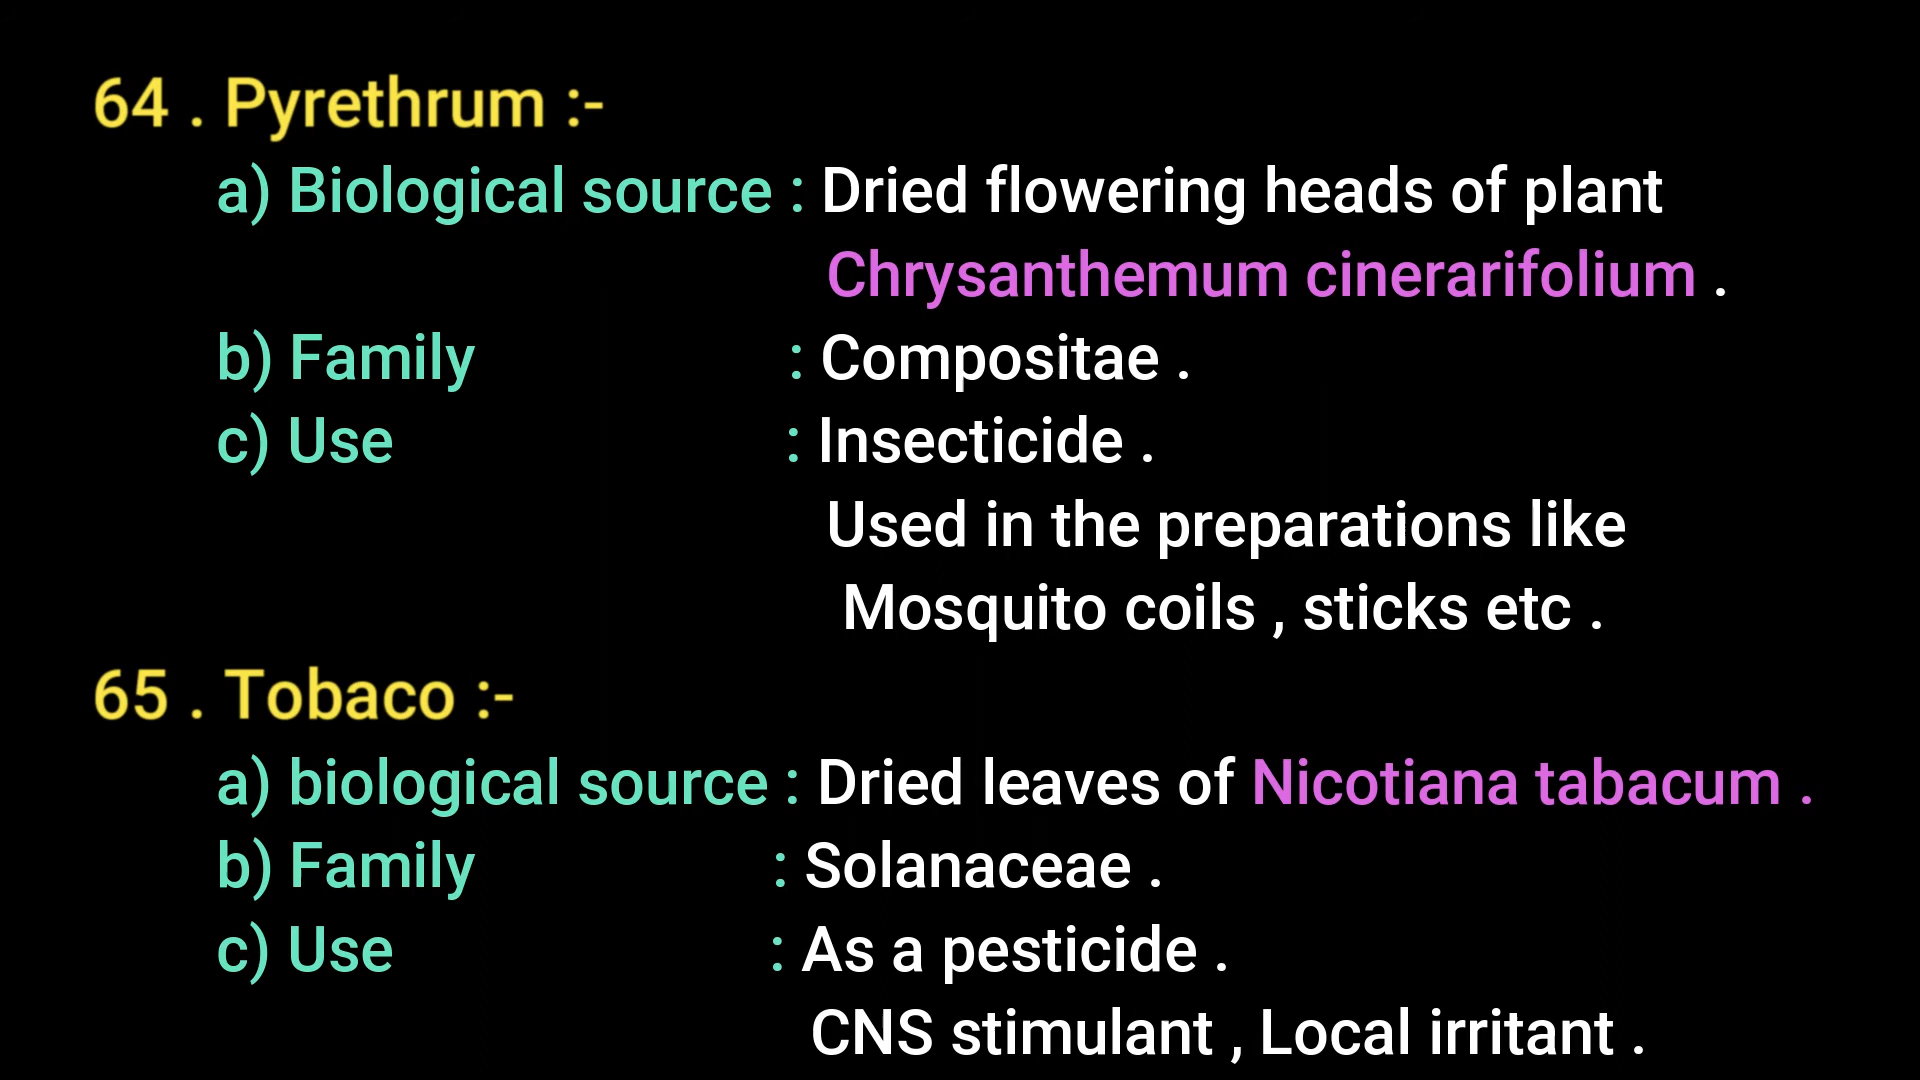 64 . Pyrethrum :-
a) Biological source : Dried flowering heads of plant
Chrysanthemum cinerarifolium .
b) Family : Compositae .
c) Use : Insecticide .
Used in the preparations like
Mosquito coils , sticks etc .
65 . Tobaco :-
a) biological source : Dried leaves of Nicotiana tabacum .
b) Family : Solanaceae .
c) Use : As a pesticide .
CNS stimulant , Local irritant .